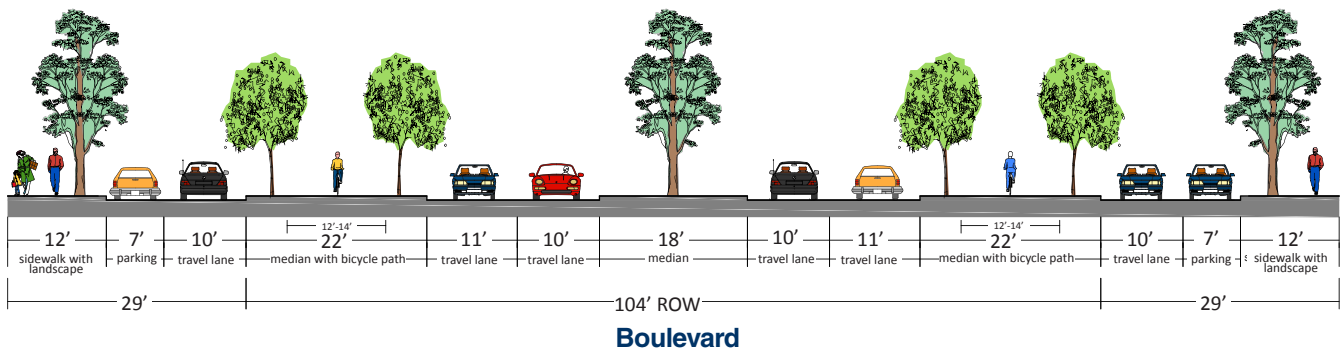 12'-14' 12'-14'
12' 7' 10' 22' 11' 10' 18' 10' 11' 22' 10' 7' 12'
sidewalk with parking travel lane median with bicycle path travel lane travel lane median travel lane travel lane median with bicycle path travel lane parking sidewalk with
landscape landscape
29' 104' ROW 29'
Boulevard